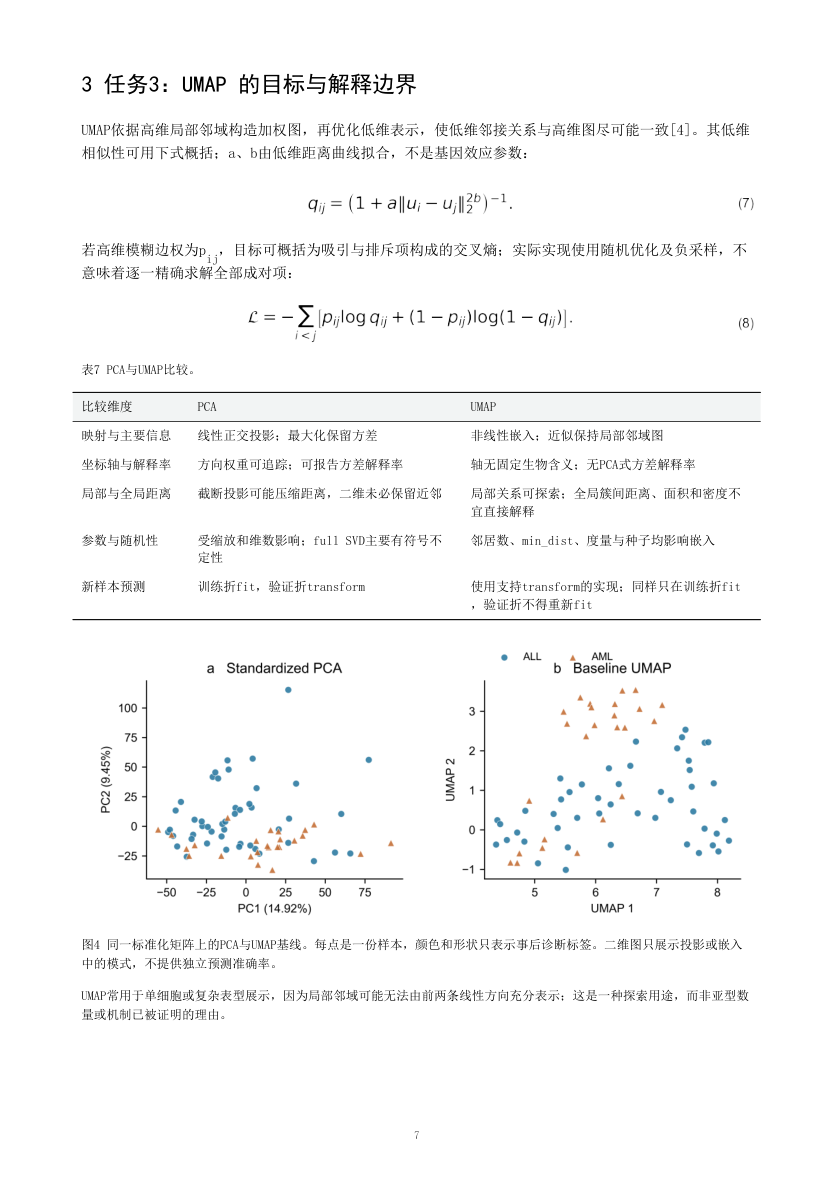 3 任务3：UMAP 的目标与解释边界
UMAP依据高维局部邻域构造加权图，再优化低维表示，使低维邻接关系与高维图尽可能一致[4]。其低维
相似性可用下式概括；a、b由低维距离曲线拟合，不是基因效应参数：
q_{ij} = (1 + a‖u_i − u_j‖_2^{2b})^{−1}. (7)
若高维模糊边权为p_{ij}，目标可概括为吸引与排斥项构成的交叉熵；实际实现使用随机优化及负采样，不
意味着逐一精确求解全部成对项：
ℒ = −∑_{i<j}[p_{ij} log q_{ij} + (1 − p_{ij})log(1 − q_{ij})]. (8)
表7 PCA与UMAP比较。
比较维度 PCA UMAP
映射与主要信息 线性正交投影；最大化保留方差 非线性嵌入；近似保持局部邻域图
坐标轴与解释率 方向权重可追踪；可报告方差解释率 轴无固定生物含义；无PCA式方差解释率
局部与全局距离 截断投影可能压缩距离，二维未必保留近邻 局部关系可探索；全局簇间距离、面积和密度不
宜直接解释
参数与随机性 受缩放和维数影响；full SVD主要有符号不 邻居数、min_dist、度量与种子均影响嵌入
定性
新样本预测 训练折fit，验证折transform 使用支持transform的实现；同样只在训练折fit
，验证折不得重新fit
ALL AML
a Standardized PCA
b Baseline UMAP
PC2 (9.45%)
100
75
50
25
0
−25
−50 −25 0 25 50 75
PC1 (14.92%)
UMAP 2
3
2
1
0
−1
5 6 7 8
UMAP 1
图4 同一标准化矩阵上的PCA与UMAP基线。每点是一份样本，颜色和形状只表示事后诊断标签。二维图只展示投影或嵌入
中的模式，不提供独立预测准确率。
UMAP常用于单细胞或复杂表型展示，因为局部邻域可能无法由前两条线性方向充分表示；这是一种探索用途，而非亚型数
量或机制已被证明的理由。
7